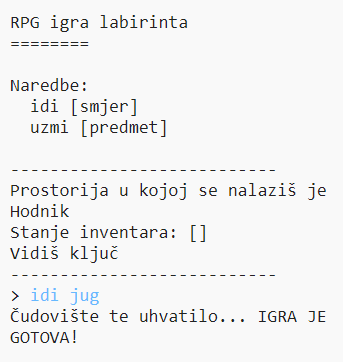 RPG igra labirinta
========
Naredbe:
  idi [smjer]
  uzmi [predmet]
---------------------------
Prostorija u kojoj se nalaziš je
Hodnik
Stanje inventara: []
Vidiš ključ
---------------------------
> idi jug
Čudovište te uhvatilo... IGRA JE
GOTOVA!